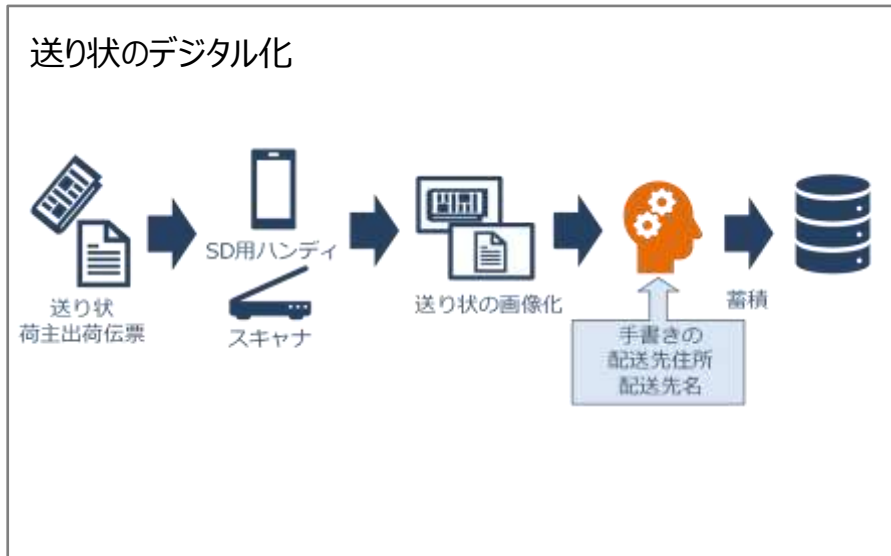 送り状のデジタル化
送り状
荷主出荷伝票
SD用ハンディ
スキャナ
送り状の画像化
手書きの
配送先住所
配送先名
蓄積